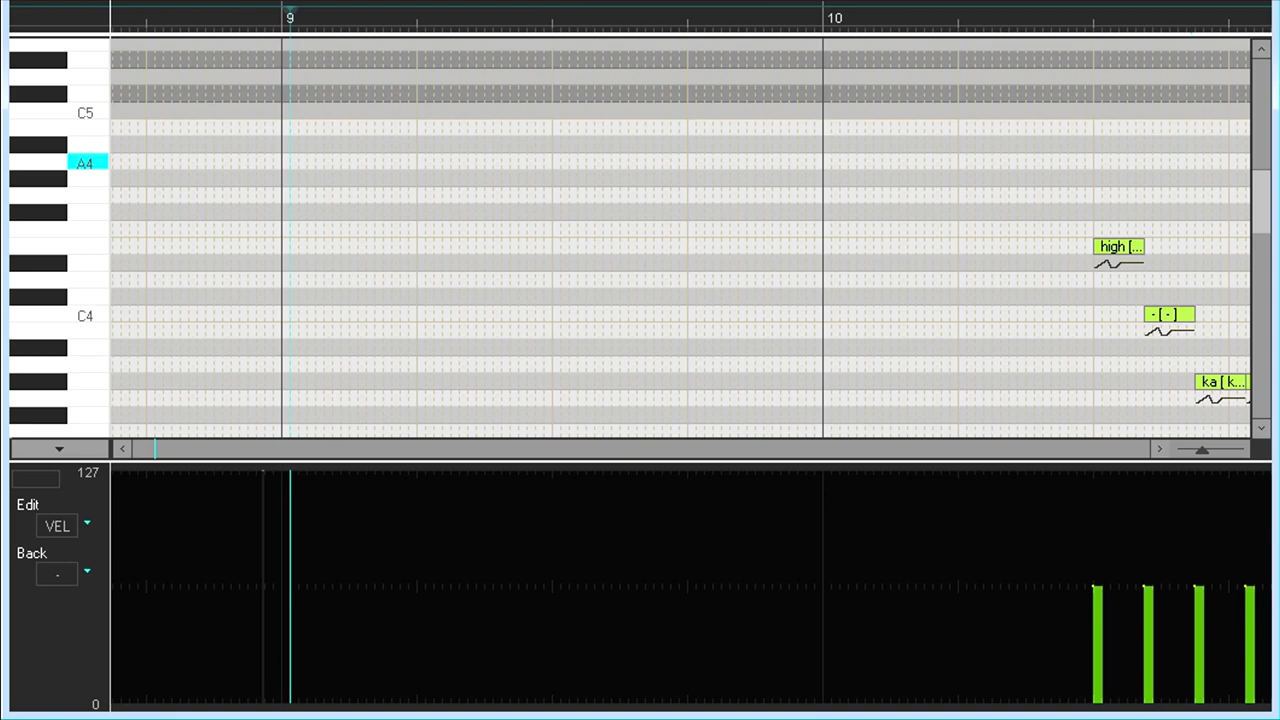 9
10
C5
A4
high [...
C4
- [ - ]
ka [ k...
127
Edit
VEL
Back
-
0